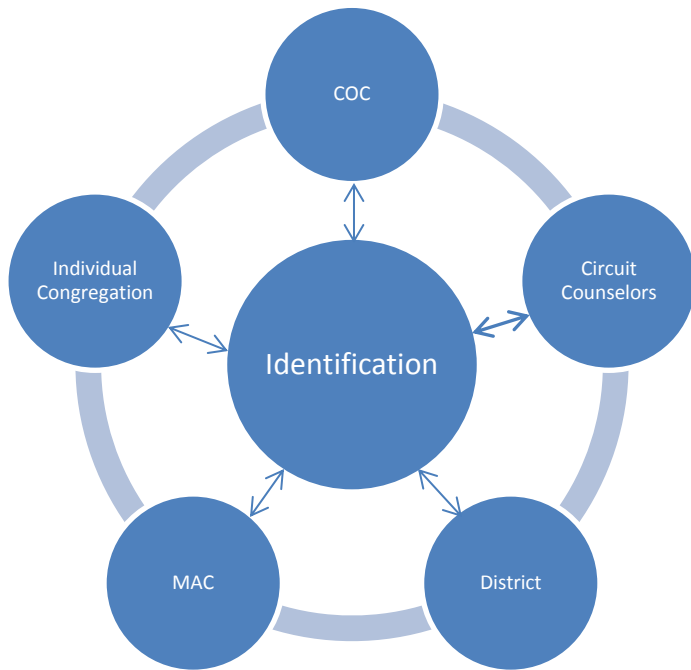 COC
Individual
Congregation
Circuit
Counselors
Identification
MAC
District